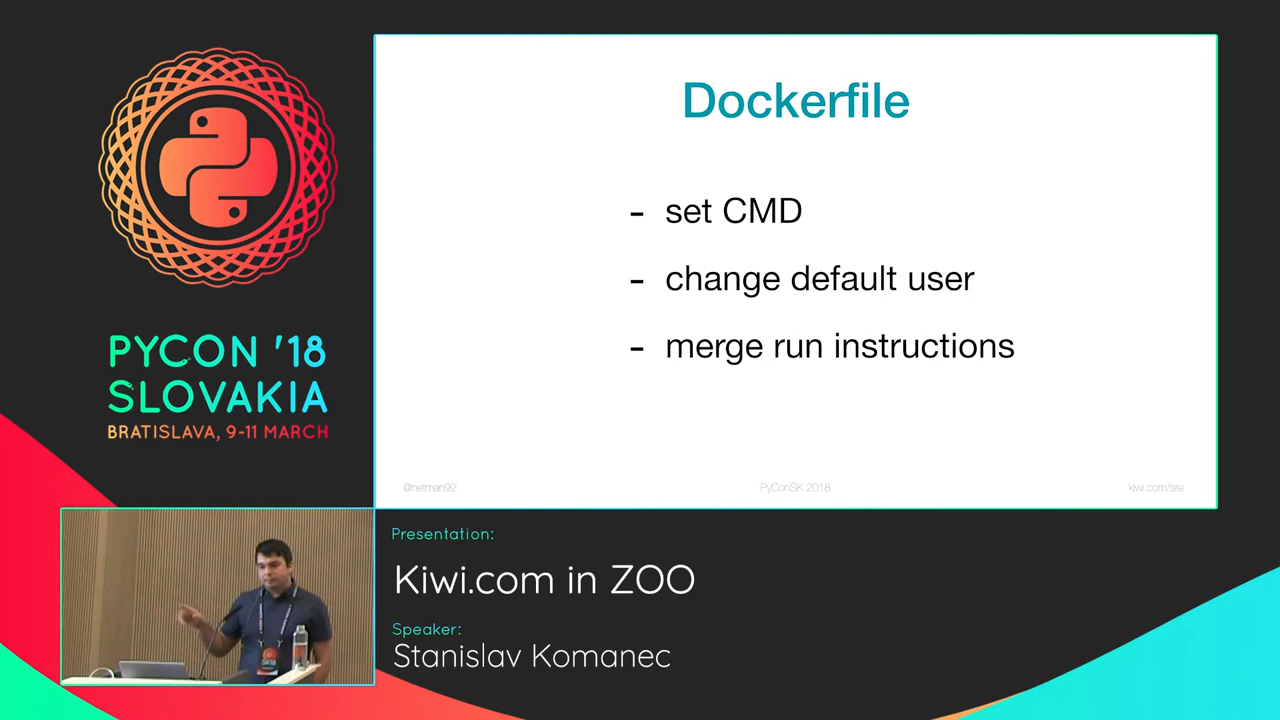 Dockerfile
- set CMD
- change default user
- merge run instructions
@netman92
PyConSK 2018
kiwi.com/sre
PYCON '18
SLOVAKIA
BRATISLAVA, 9-11 MARCH
Presentation:
Kiwi.com in ZOO
Speaker:
Stanislav Komanec